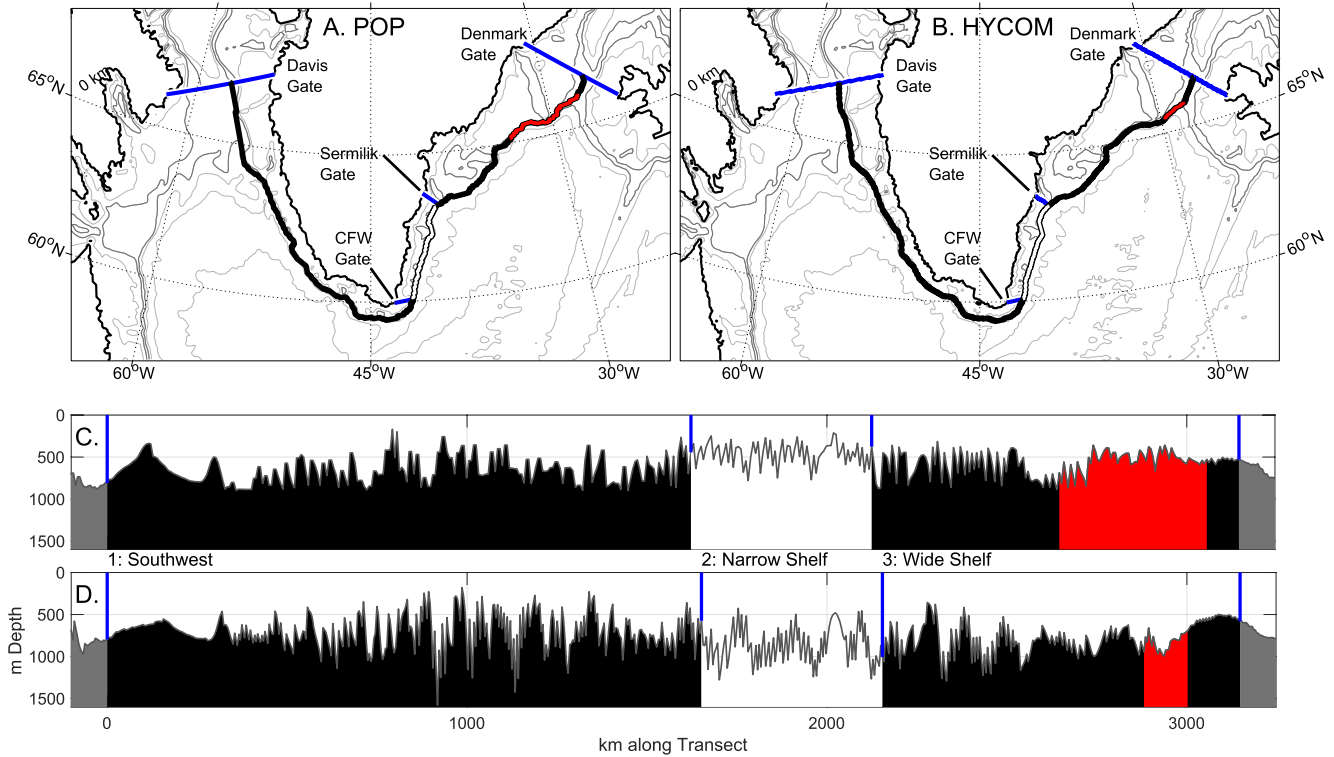 A. POP
B. HYCOM
Denmark
Gate
Denmark
Gate
Davis
Gate
Davis
Gate
65°N
0 km
0 km
65°N
Sermilik
Gate
Sermilik
Gate
CFW
Gate
CFW
Gate
60°N
60°N
60°W
45°W
30°W
60°W
45°W
30°W
0
C.
500
1000
1500
1: Southwest
2: Narrow Shelf
3: Wide Shelf
0
D.
500
1000
1500
m Depth
0
1000
2000
3000
km along Transect